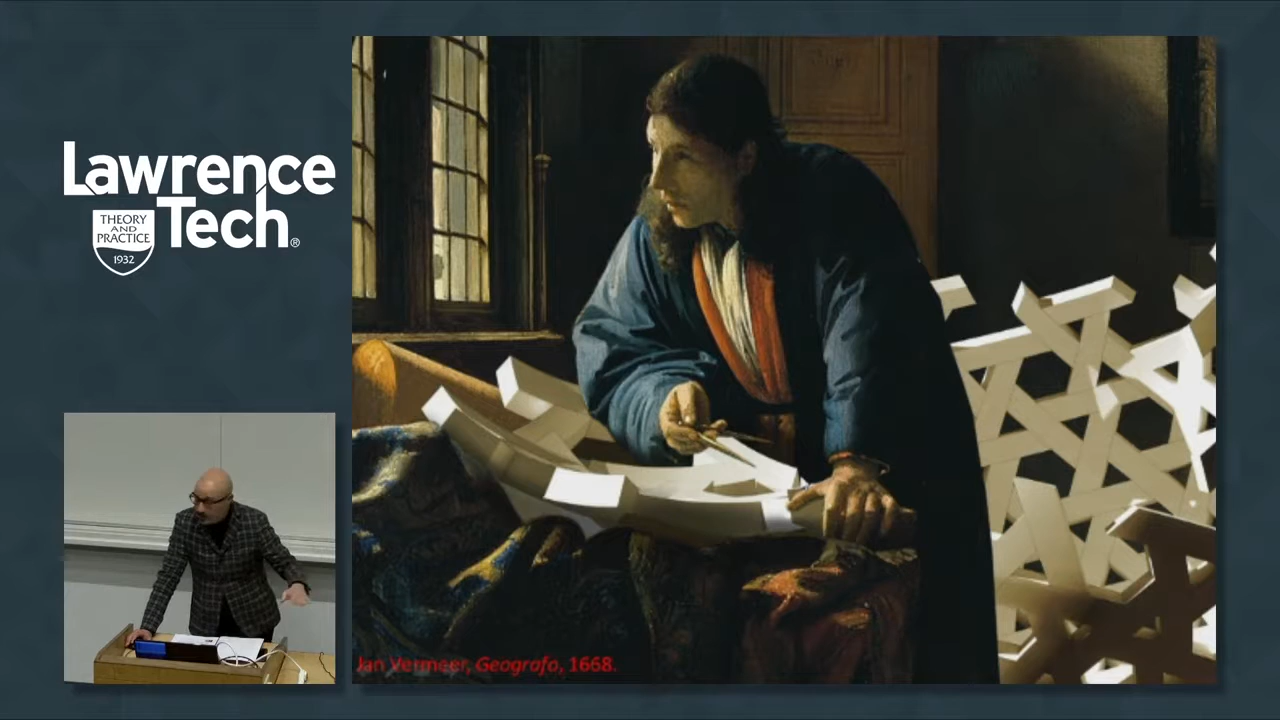 Lawrence
Tech®
THEORY
AND
PRACTICE
1932
Jan Vermeer, Geografo, 1668.